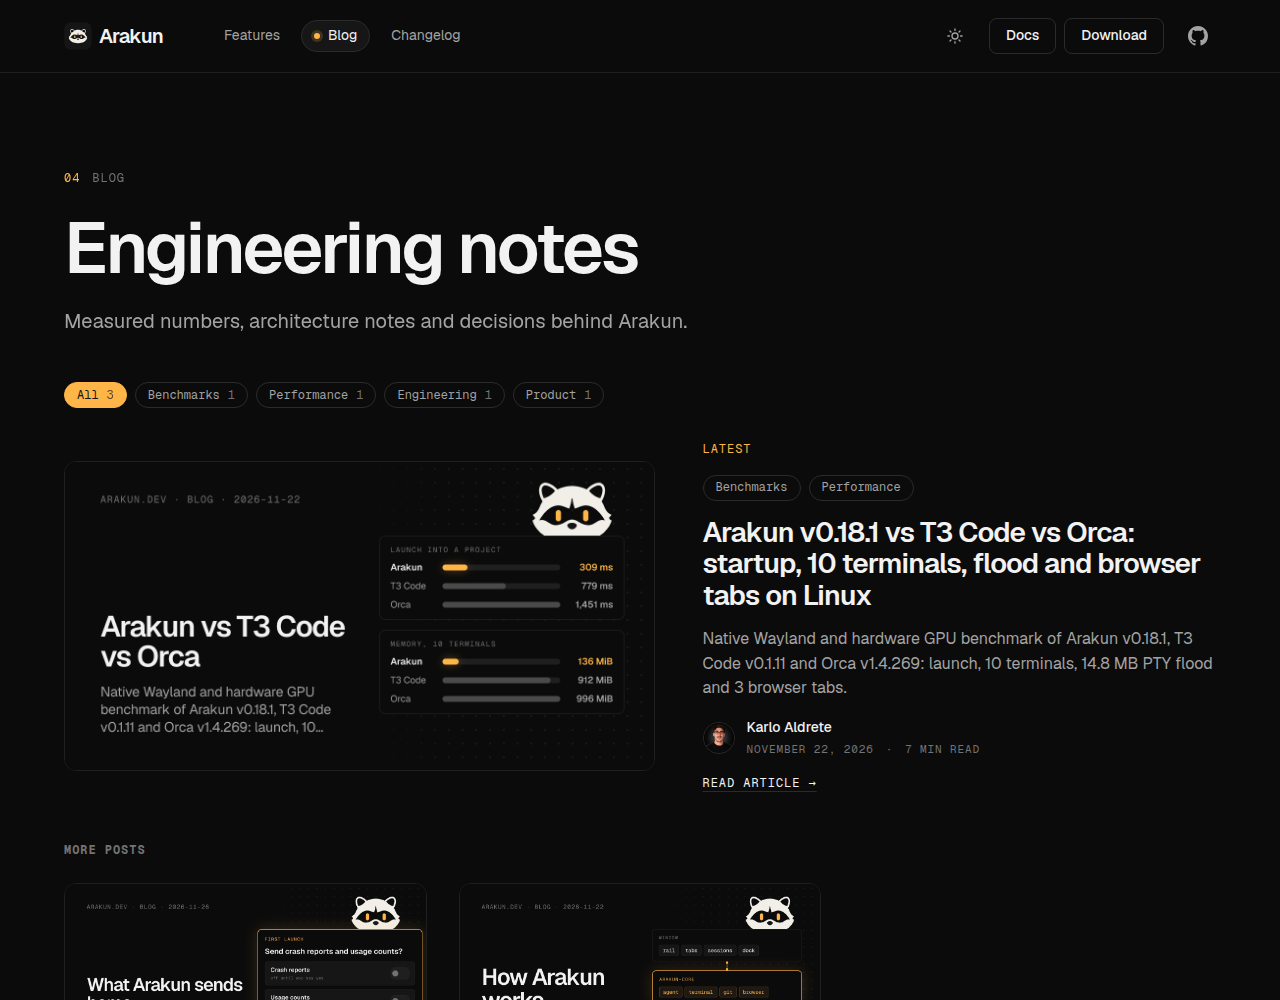 Arakun
Features
Blog
Changelog
Docs
Download
04 BLOG
Engineering notes
Measured numbers, architecture notes and decisions behind Arakun.
All 3
Benchmarks 1
Performance 1
Engineering 1
Product 1
ARAKUN.DEV · BLOG · 2026-11-22
LAUNCH INTO A PROJECT
Arakun 309 ms
T3 Code 779 ms
Orca 1,451 ms
MEMORY, 10 TERMINALS
Arakun 136 MiB
T3 Code 912 MiB
Orca 996 MiB
Arakun vs T3 Code
vs Orca
Native Wayland and hardware GPU
benchmark of Arakun v0.18.1, T3 Code
v0.1.11 and Orca v1.4.269: launch, 10…
LATEST
Benchmarks
Performance
Arakun v0.18.1 vs T3 Code vs Orca:
startup, 10 terminals, flood and browser
tabs on Linux
Native Wayland and hardware GPU benchmark of Arakun v0.18.1, T3
Code v0.1.11 and Orca v1.4.269: launch, 10 terminals, 14.8 MB PTY flood
and 3 browser tabs.
Karlo Aldrete
NOVEMBER 22, 2026 · 7 MIN READ
READ ARTICLE →
MORE POSTS
ARAKUN.DEV · BLOG · 2026-11-26
FIRST LAUNCH
Send crash reports and usage counts?
Crash reports
Usage counts
What Arakun sends
home
ARAKUN.DEV · BLOG · 2026-11-22
rail tabs sessions dock
ARAKUN-CORE
agent terminal git browser
How Arakun
works